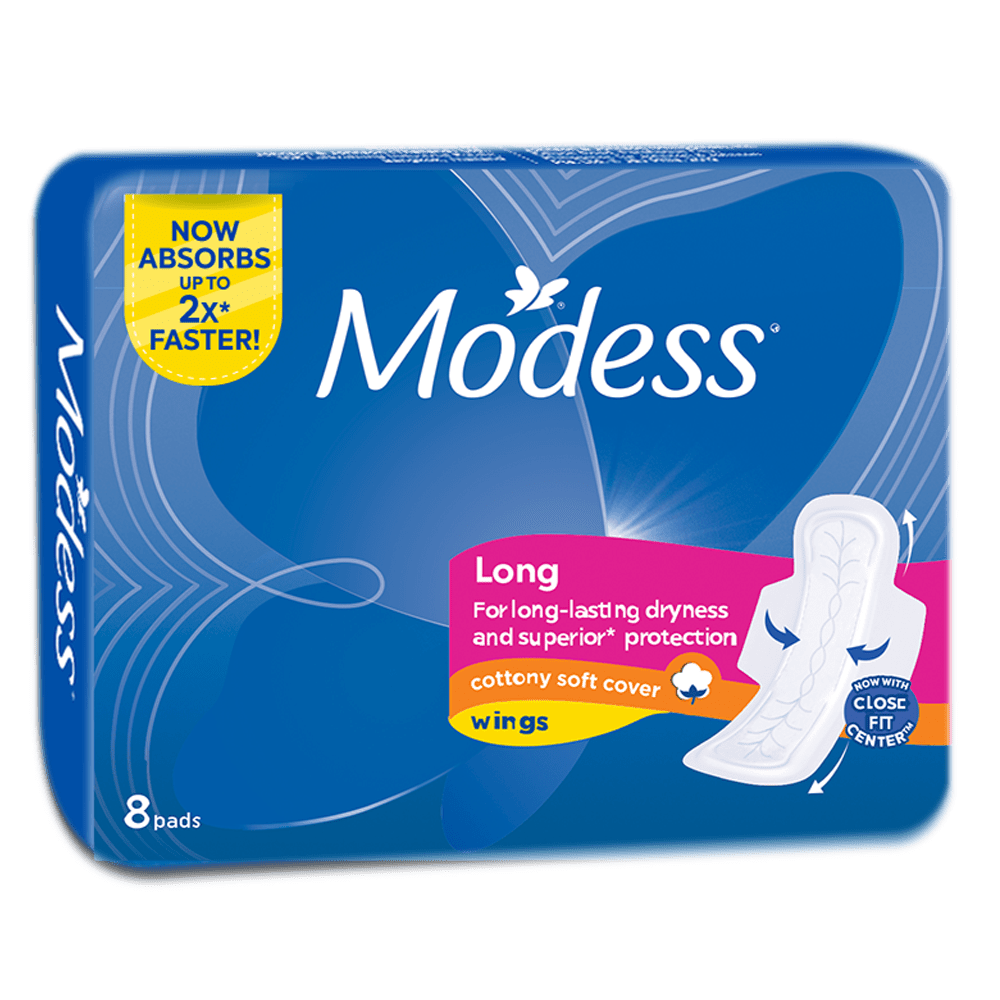 NOW
ABSORBS
UP TO
2X*
FASTER!
Modess®
Modess
Long
For long-lasting dryness
and superior* protection
cottony soft cover
wings
NOW WITH
CLOSE
FIT
CENTER™
8 pads